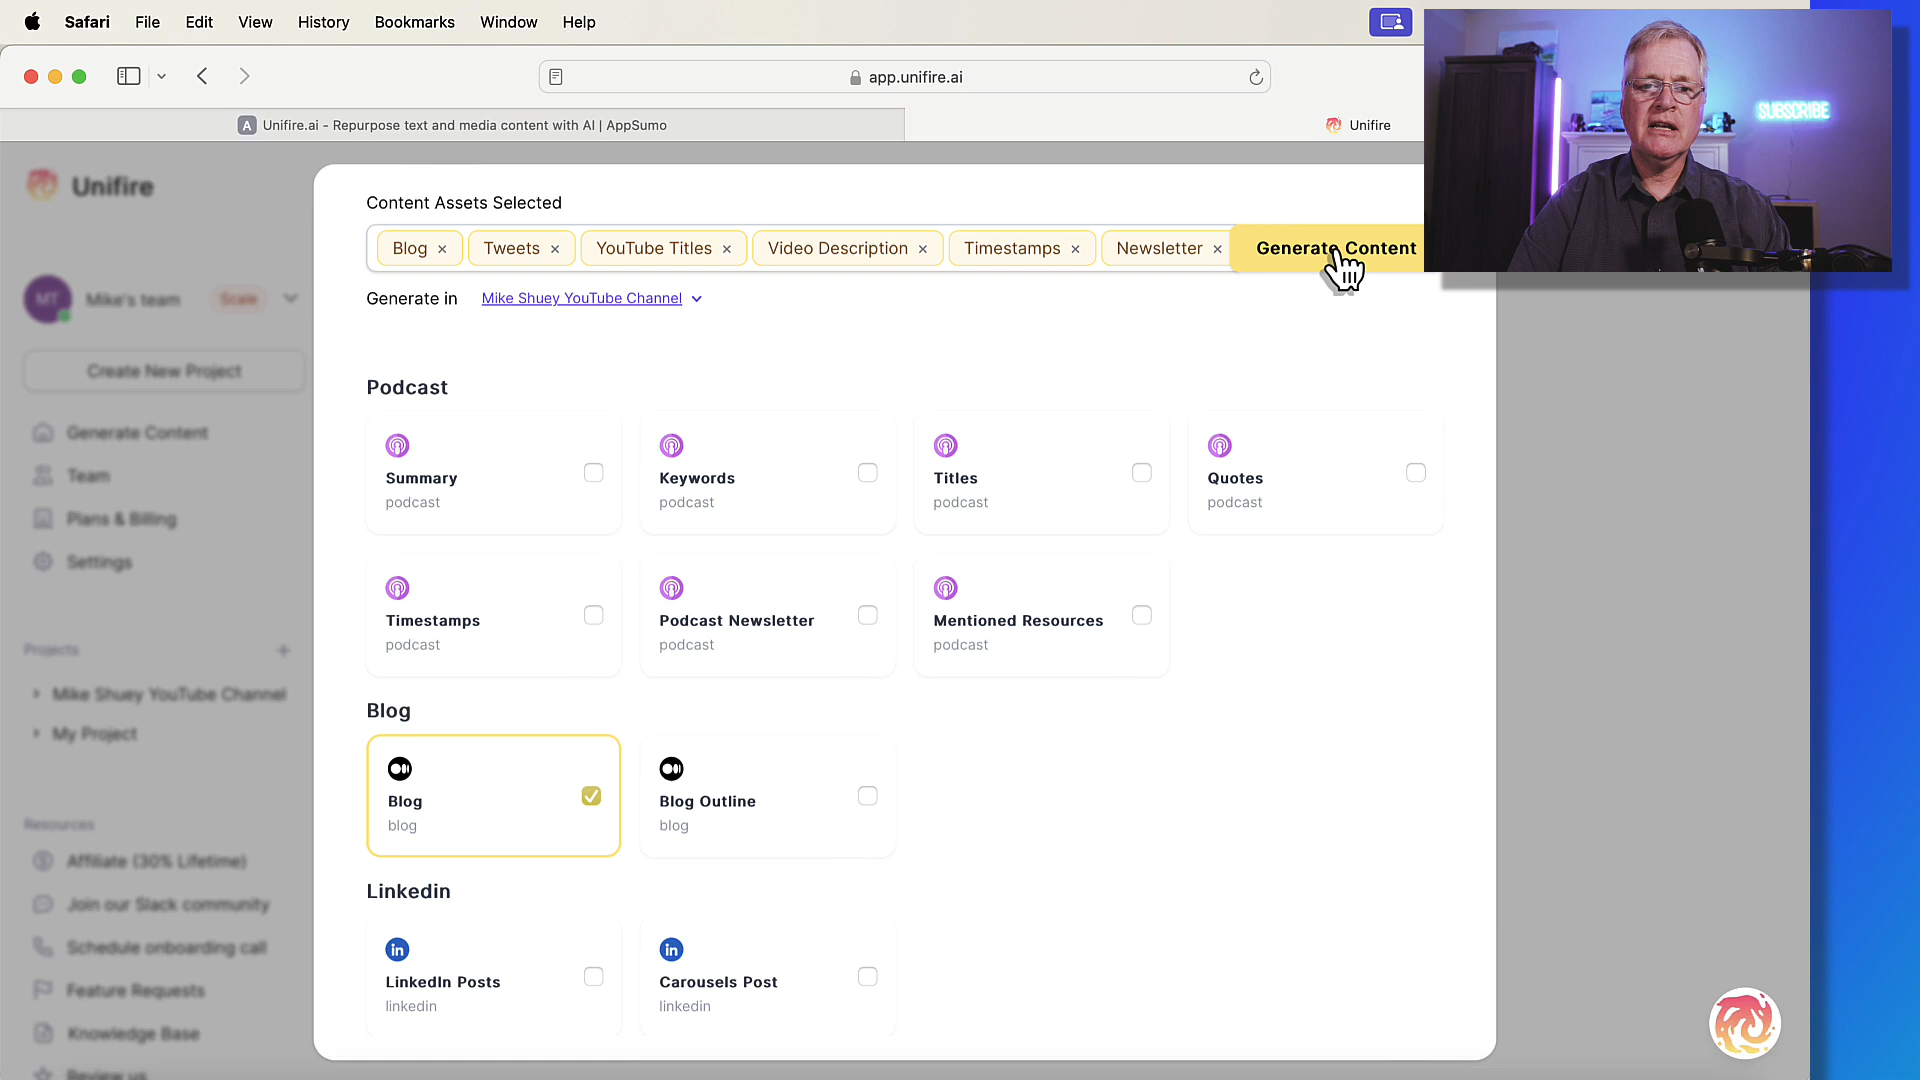 Safari File Edit View History Bookmarks Window Help
app.unifire.ai
A Unifire.ai - Repurpose text and media content with AI | AppSumo
Unifire
SUBSCRIBE
Unifire
Content Assets Selected
Blog × Tweets × YouTube Titles × Video Description × Timestamps × Newsletter × Generate Content
Generate in Mike Shuey YouTube Channel
MT Mike's team Scale
Create New Project
Generate Content
Team
Plans & Billing
Settings
Projects +
Mike Shuey YouTube Channel
My Project
Resources
Affiliate (30% Lifetime)
Join our Slack community
Schedule onboarding call
Feature Requests
Knowledge Base
Review us
Podcast
Summary
podcast
Keywords
podcast
Titles
podcast
Quotes
podcast
Timestamps
podcast
Podcast Newsletter
podcast
Mentioned Resources
podcast
Blog
Blog
blog
Blog Outline
blog
Linkedin
in
LinkedIn Posts
linkedin
in
Carousels Post
linkedin